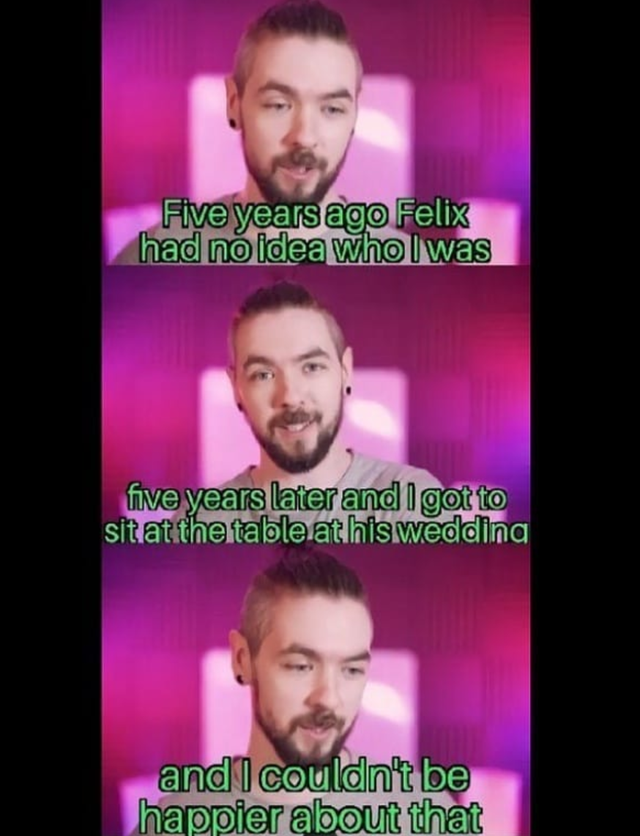 Five years ago Felix
had no idea who I was
five years later and I got to
sit at the table at his wedding
and I couldn't be
happier about that